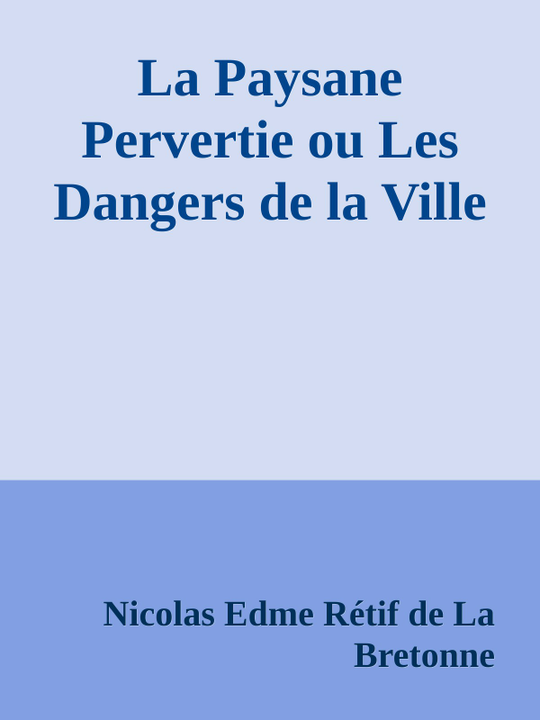 La Paysane
Pervertie ou Les
Dangers de la Ville
Nicolas Edme Rétif de La
Bretonne